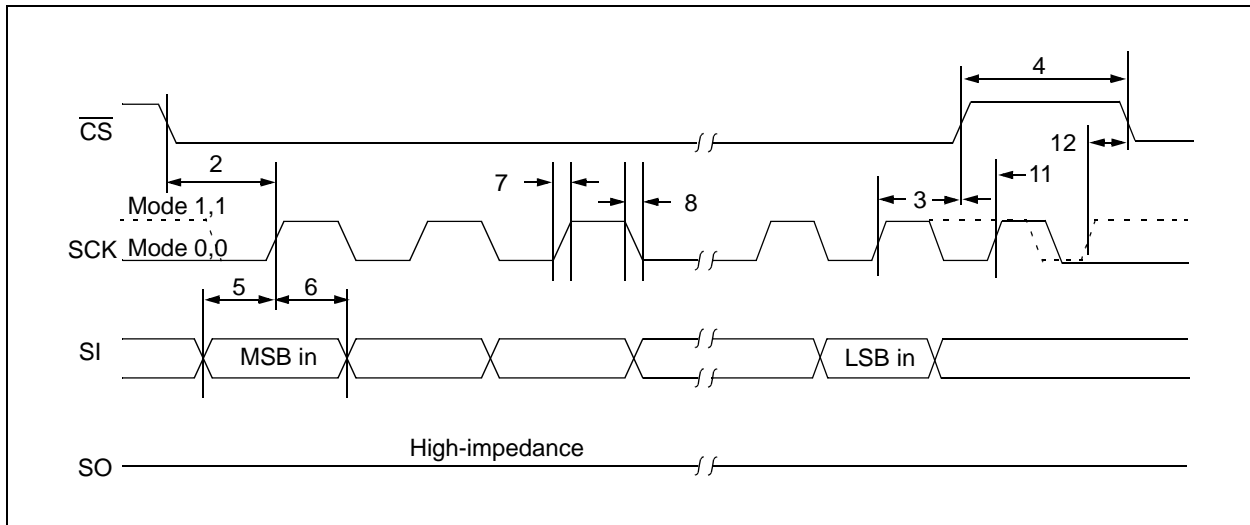 4
CS
12
2
11
7
3
8
Mode 1,1
SCK Mode 0,0
5 6
SI MSB in LSB in
High-impedance
SO